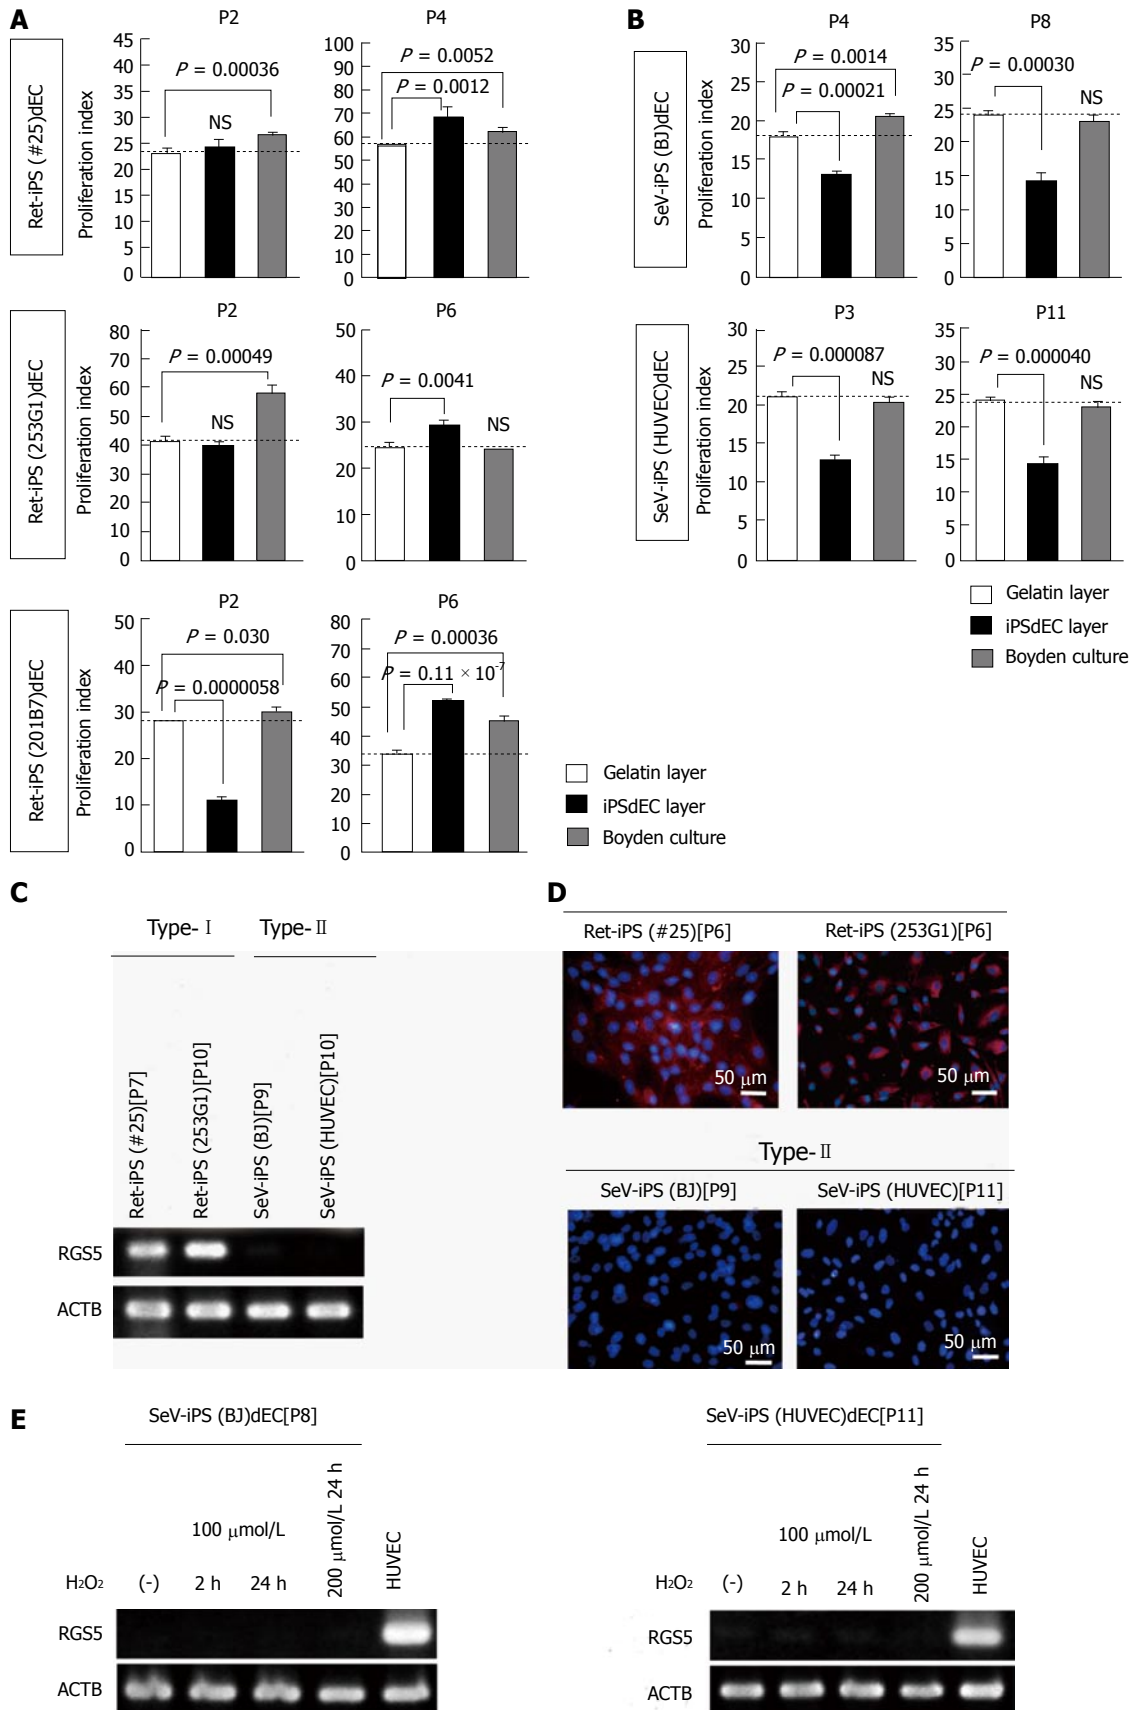 A
P2
P4
Ret-iPS (#25)dEC
Proliferation index
45
40
35
30
25
20
15
10
5
0
P = 0.00036
NS
100
90
80
70
60
50
40
30
20
10
0
P = 0.0052
P = 0.0012
P2
P6
Ret-iPS (253G1)dEC
Proliferation index
80
70
60
50
40
30
20
10
0
P = 0.00049
NS
50
40
30
20
10
0
P = 0.0041
NS
P2
P6
Ret-iPS (201B7)dEC
Proliferation index
50
40
30
20
10
0
P = 0.030
P = 0.0000058
80
70
60
50
40
30
20
10
0
P = 0.00036
P = 0.11 × 10-7
Gelatin layer
iPSdEC layer
Boyden culture
B
P4
P8
SeV-iPS (BJ)dEC
Proliferation index
30
25
20
15
10
5
0
P = 0.0014
P = 0.00021
35
30
25
20
15
10
5
0
P = 0.00030
NS
P3
P11
SeV-iPS (HUVEC)dEC
Proliferation index
30
25
20
15
10
5
0
P = 0.000087
NS
35
30
25
20
15
10
5
0
P = 0.000040
NS
Gelatin layer
iPSdEC layer
Boyden culture
C
Type-Ⅰ
Type-Ⅱ
Ret-iPS (#25)[P7]
Ret-iPS (253G1)[P10]
SeV-iPS (BJ)[P9]
SeV-iPS (HUVEC)[P10]
RGS5
ACTB
D
Ret-iPS (#25)[P6]
Ret-iPS (253G1)[P6]
50 μm
50 μm
Type-Ⅱ
SeV-iPS (BJ)[P9]
SeV-iPS (HUVEC)[P11]
50 μm
50 μm
E
SeV-iPS (BJ)dEC[P8]
100 μmol/L
200 μmol/L 24 h
HUVEC
H2O2 (-) 2 h 24 h
RGS5
ACTB
SeV-iPS (HUVEC)dEC[P11]
100 μmol/L
200 μmol/L 24 h
HUVEC
H2O2 (-) 2 h 24 h
RGS5
ACTB